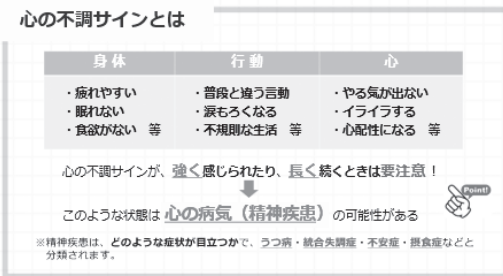 心の不調サインとは
身体 行動 心
・疲れやすい ・普段と違う言動 ・やる気が出ない
・眠れない ・涙もろくなる ・イライラする
・食欲がない 等 ・不規則な生活 等 ・心配性になる 等
心の不調サインが、強く感じられたり、長く続くときは要注意！
Point!
このような状態は 心の病気（精神疾患） の可能性がある
※精神疾患は、どのような症状が目立つかで、うつ病・統合失調症・不安症・摂食症などと
分類されます。